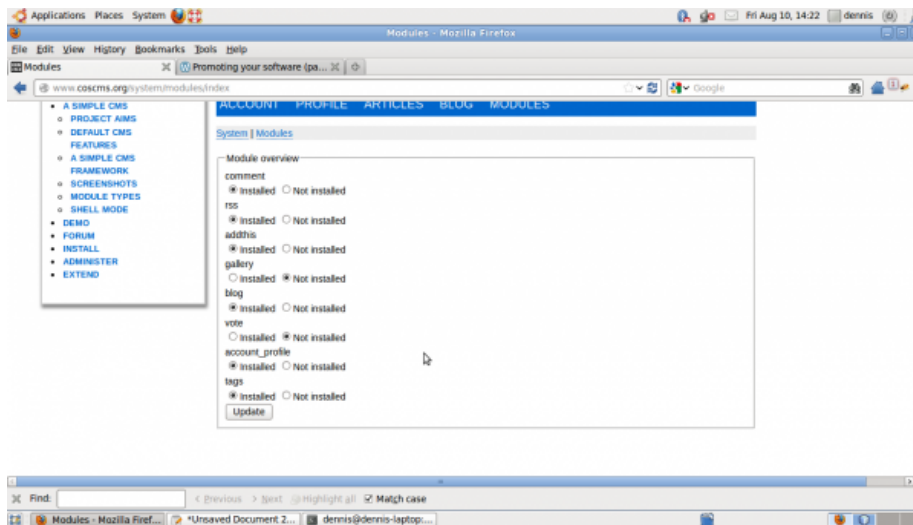 Applications Places System
Fri Aug 10, 14:22 dennis
Modules - Mozilla Firefox
File Edit View History Bookmarks Tools Help
Modules
Promoting your software (pa...
www.coscms.org/system/modules/index
Google
A SIMPLE CMS
PROJECT AIMS
DEFAULT CMS
FEATURES
A SIMPLE CMS
FRAMEWORK
SCREENSHOTS
MODULE TYPES
SHELL MODE
DEMO
FORUM
INSTALL
ADMINISTER
EXTEND
ACCOUNT PROFILE ARTICLES BLOG MODULES
System | Modules
Module overview
comment
Installed Not installed
rss
Installed Not installed
addthis
Installed Not installed
gallery
Installed Not installed
blog
Installed Not installed
vote
Installed Not installed
account_profile
Installed Not installed
tags
Installed Not installed
Update
Find: Previous Next Highlight all Match case
Modules - Mozilla Firef... *Unsaved Document 2... dennis@dennis-laptop:...